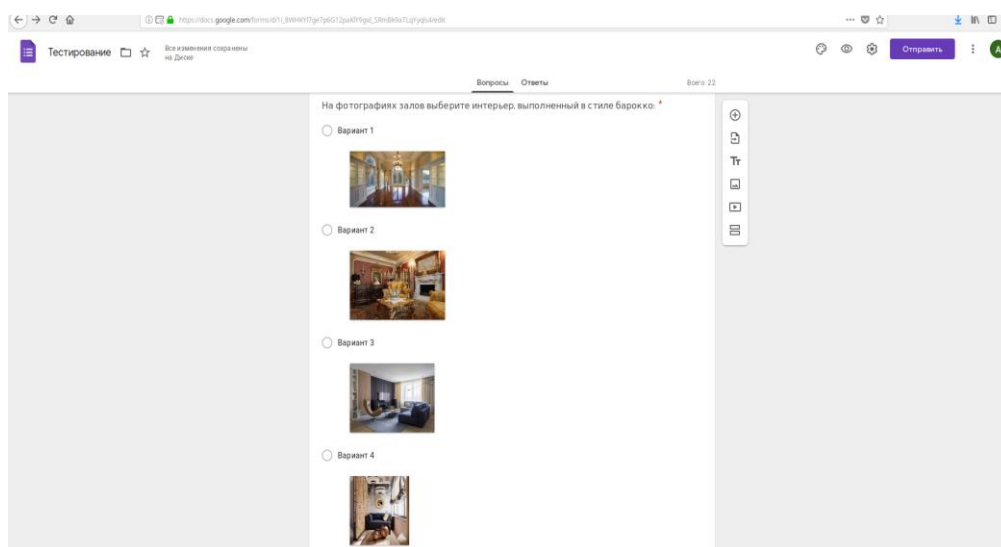 Тестирование
Все изменения сохранены
на Диске
Отправить
Вопросы Ответы
Всего: 22
На фотографиях залов выберите интерьер, выполненный в стиле барокко: *
Вариант 1
Вариант 2
Вариант 3
Вариант 4
Тт